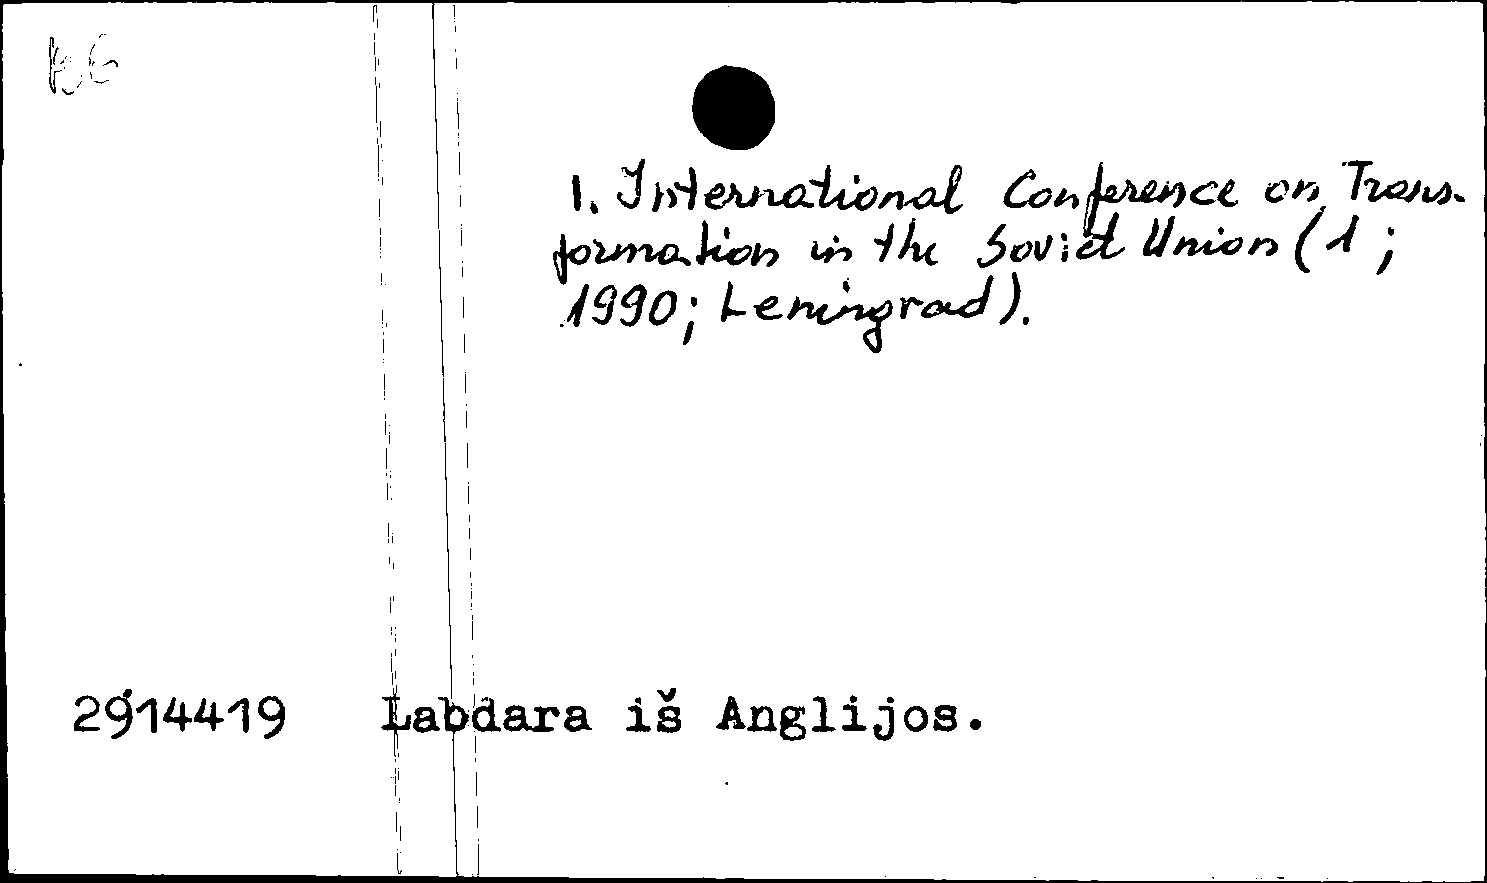 1. International Conference on Trans-
formation in the Soviet Union (1;
1990; Leningrad).
2914419 Labdara iš Anglijos.